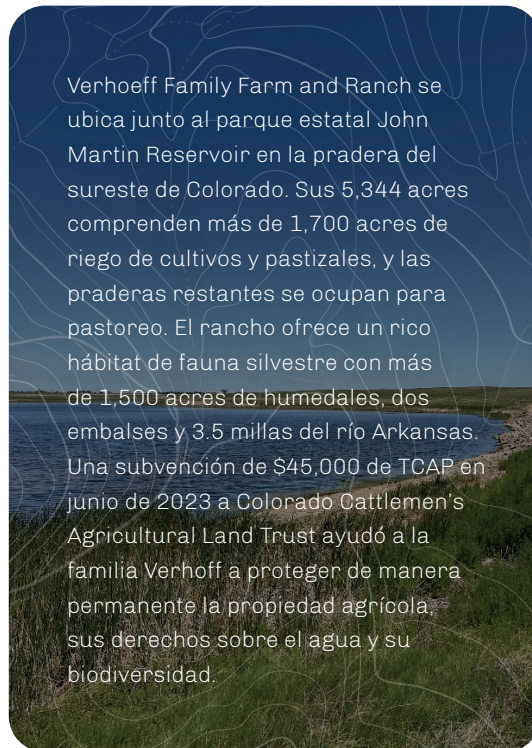 Verhoeff Family Farm and Ranch se
ubica junto al parque estatal John
Martin Reservoir en la pradera del
sureste de Colorado. Sus 5,344 acres
comprenden más de 1,700 acres de
riego de cultivos y pastizales, y las
praderas restantes se ocupan para
pastoreo. El rancho ofrece un rico
hábitat de fauna silvestre con más
de 1,500 acres de humedales, dos
embalses y 3.5 millas del río Arkansas.
Una subvención de $45,000 de TCAP en
junio de 2023 a Colorado Cattlemen's
Agricultural Land Trust ayudó a la
familia Verhoff a proteger de manera
permanente la propiedad agrícola,
sus derechos sobre el agua y su
biodiversidad.